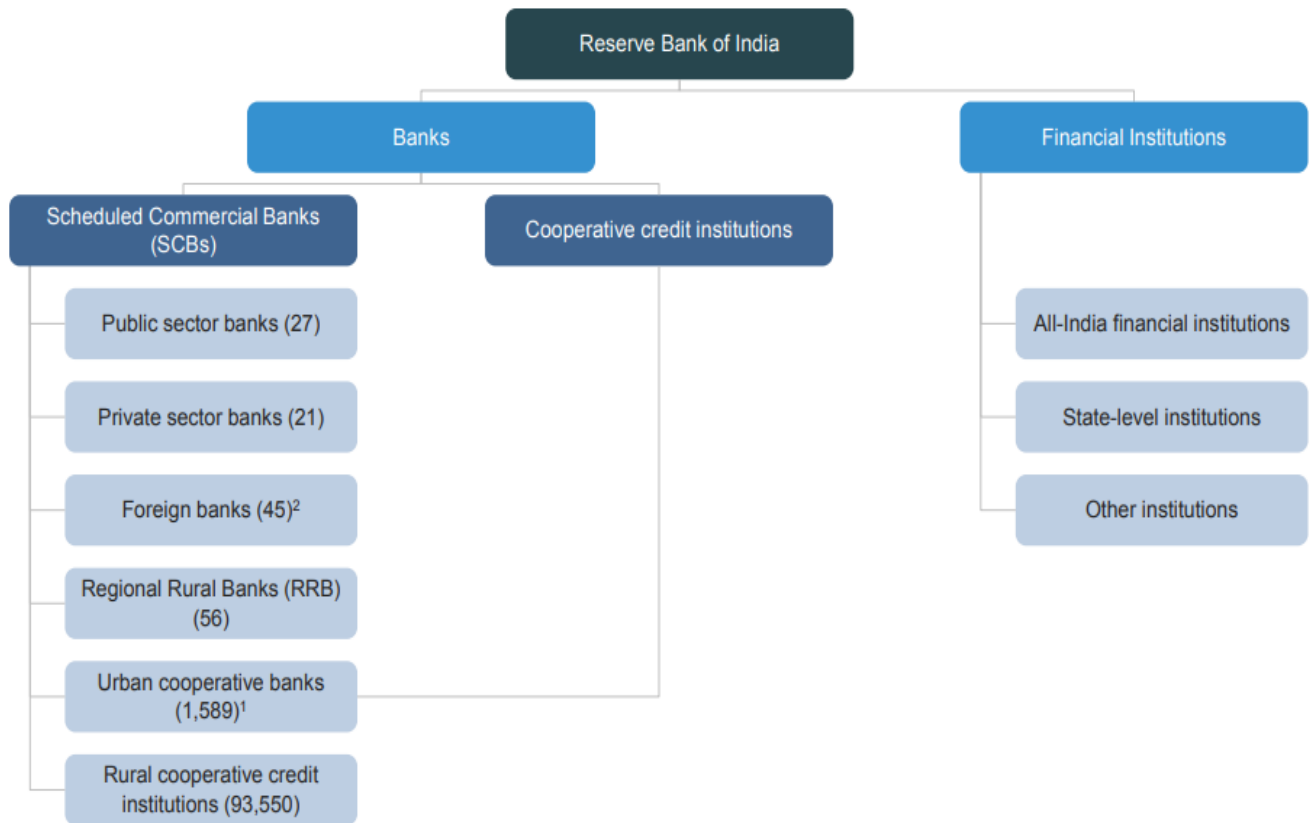 Reserve Bank of India
Banks
Financial Institutions
Scheduled Commercial Banks
(SCBs)
Cooperative credit institutions
Public sector banks (27)
All-India financial institutions
Private sector banks (21)
State-level institutions
Foreign banks (45)²
Other institutions
Regional Rural Banks (RRB)
(56)
Urban cooperative banks
(1,589)¹
Rural cooperative credit
institutions (93,550)